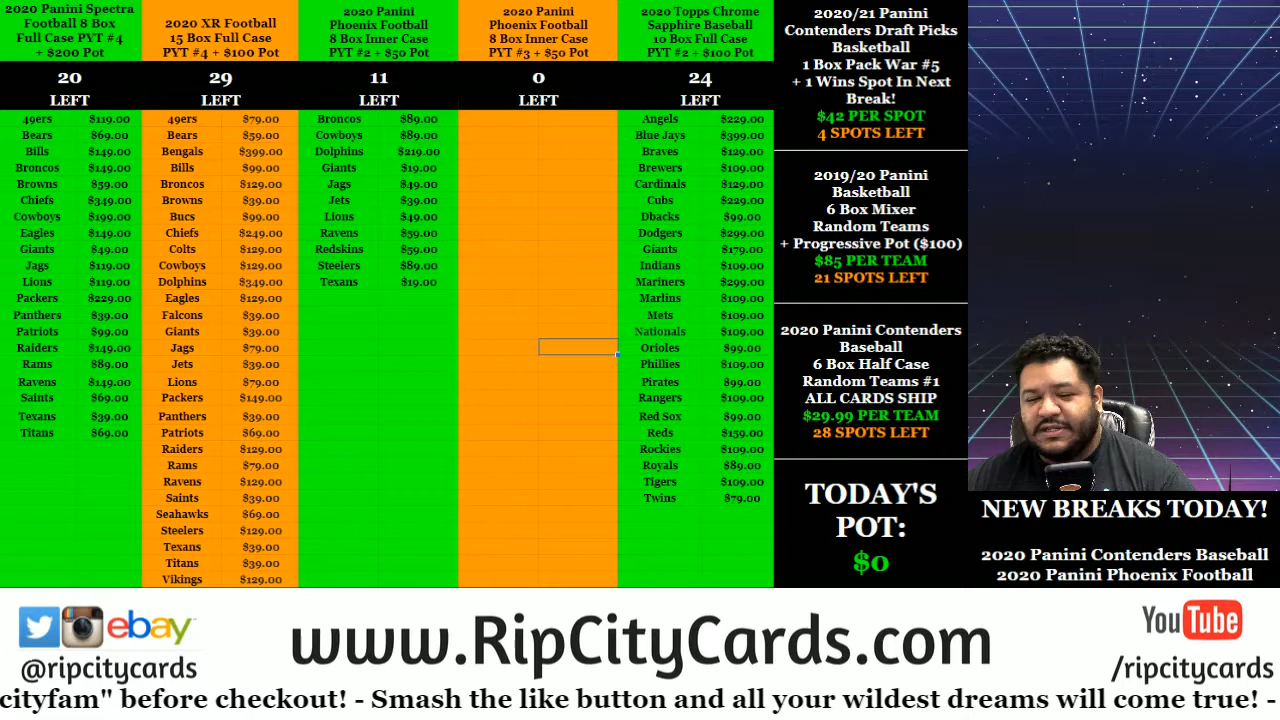 2020 Panini Spectra
Football 8 Box
Full Case PYT #4
+ $200 Pot
20
LEFT
49ers $119.00
Bears $69.00
Bills $149.00
Broncos $149.00
Browns $59.00
Chiefs $349.00
Cowboys $199.00
Eagles $149.00
Giants $49.00
Jags $119.00
Lions $119.00
Packers $229.00
Panthers $39.00
Patriots $99.00
Raiders $149.00
Rams $89.00
Ravens $149.00
Saints $69.00
Texans $39.00
Titans $69.00
2020 XR Football
15 Box Full Case
PYT #4 + $100 Pot
29
LEFT
49ers $79.00
Bears $59.00
Bengals $399.00
Bills $99.00
Broncos $129.00
Browns $39.00
Bucs $99.00
Chiefs $249.00
Colts $129.00
Cowboys $129.00
Dolphins $349.00
Eagles $129.00
Falcons $39.00
Giants $39.00
Jags $79.00
Jets $39.00
Lions $79.00
Packers $149.00
Panthers $39.00
Patriots $69.00
Raiders $129.00
Rams $79.00
Ravens $129.00
Saints $39.00
Seahawks $69.00
Steelers $129.00
Texans $39.00
Titans $39.00
Vikings $129.00
2020 Panini
Phoenix Football
8 Box Inner Case
PYT #2 + $50 Pot
11
LEFT
Broncos $89.00
Cowboys $89.00
Dolphins $219.00
Giants $19.00
Jags $49.00
Jets $39.00
Lions $49.00
Ravens $59.00
Redskins $59.00
Steelers $89.00
Texans $19.00
2020 Panini
Phoenix Football
8 Box Inner Case
PYT #3 + $50 Pot
0
LEFT
2020 Topps Chrome
Sapphire Baseball
10 Box Full Case
PYT #2 + $100 Pot
24
LEFT
Angels $229.00
Blue Jays $399.00
Braves $129.00
Brewers $109.00
Cardinals $129.00
Cubs $229.00
Dbacks $99.00
Dodgers $299.00
Giants $179.00
Indians $109.00
Mariners $299.00
Marlins $109.00
Mets $109.00
Nationals $109.00
Orioles $99.00
Phillies $109.00
Pirates $99.00
Rangers $109.00
Red Sox $99.00
Reds $159.00
Rockies $109.00
Royals $89.00
Tigers $109.00
Twins $79.00
2020/21 Panini
Contenders Draft Picks
Basketball
1 Box Pack War #5
+ 1 Wins Spot In Next
Break!
$42 PER SPOT
4 SPOTS LEFT
2019/20 Panini
Basketball
6 Box Mixer
Random Teams
+ Progressive Pot ($100)
$85 PER TEAM
21 SPOTS LEFT
2020 Panini Contenders
Baseball
6 Box Half Case
Random Teams #1
ALL CARDS SHIP
$29.99 PER TEAM
28 SPOTS LEFT
TODAY'S
POT:
$0
NEW BREAKS TODAY!
2020 Panini Contenders Baseball
2020 Panini Phoenix Football
ebay
@ripcitycards
www.RipCityCards.com
YouTube
/ripcitycards
cityfam" before checkout! - Smash the like button and all your wildest dreams will come true! -